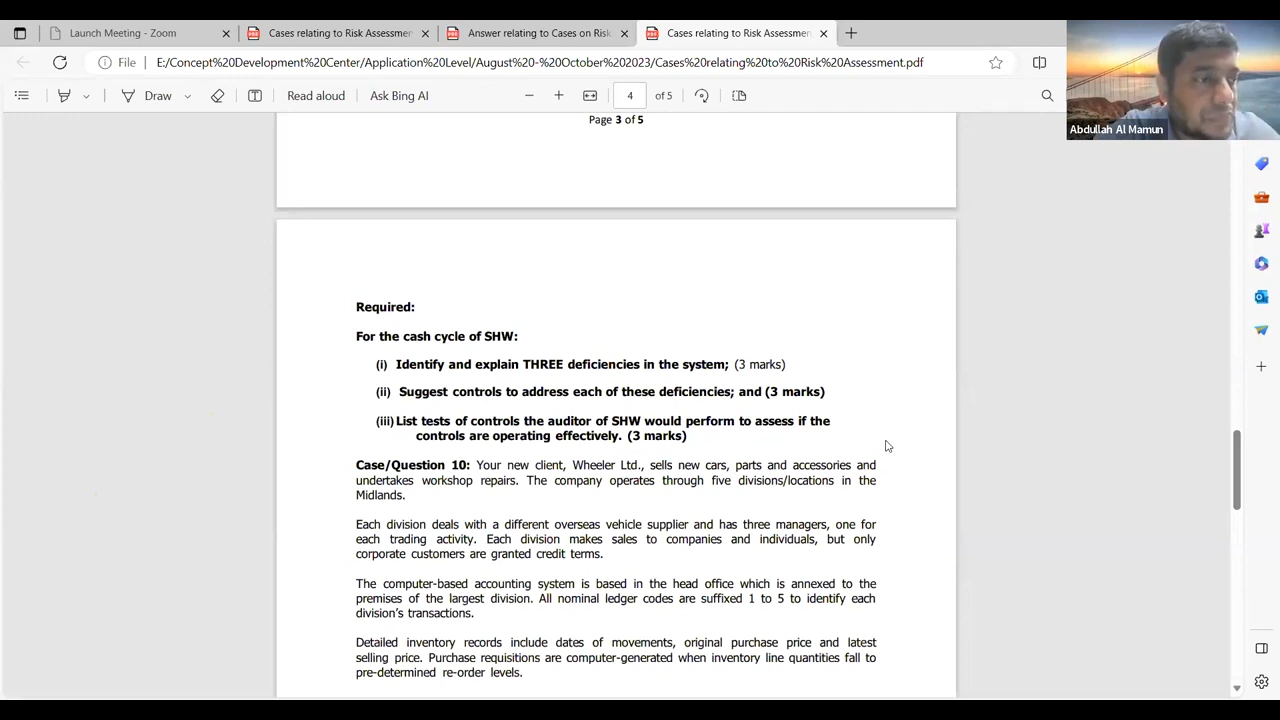 Launch Meeting - Zoom
Cases relating to Risk Assessmen
Answer relating to Cases on Risk
Cases relating to Risk Assessmen
File
E:/Concept%20Development%20Center/Application%20Level/August%20-%20October%202023/Cases%20relating%20to%20Risk%20Assessment.pdf
Draw
Read aloud
Ask Bing AI
4 of 5
Abdullah Al Mamun
Page 3 of 5
Required:
For the cash cycle of SHW:
(i) Identify and explain THREE deficiencies in the system; (3 marks)
(ii) Suggest controls to address each of these deficiencies; and (3 marks)
(iii) List tests of controls the auditor of SHW would perform to assess if the
controls are operating effectively. (3 marks)
Case/Question 10: Your new client, Wheeler Ltd., sells new cars, parts and accessories and
undertakes workshop repairs. The company operates through five divisions/locations in the
Midlands.
Each division deals with a different overseas vehicle supplier and has three managers, one for
each trading activity. Each division makes sales to companies and individuals, but only
corporate customers are granted credit terms.
The computer-based accounting system is based in the head office which is annexed to the
premises of the largest division. All nominal ledger codes are suffixed 1 to 5 to identify each
division's transactions.
Detailed inventory records include dates of movements, original purchase price and latest
selling price. Purchase requisitions are computer-generated when inventory line quantities fall to
pre-determined re-order levels.